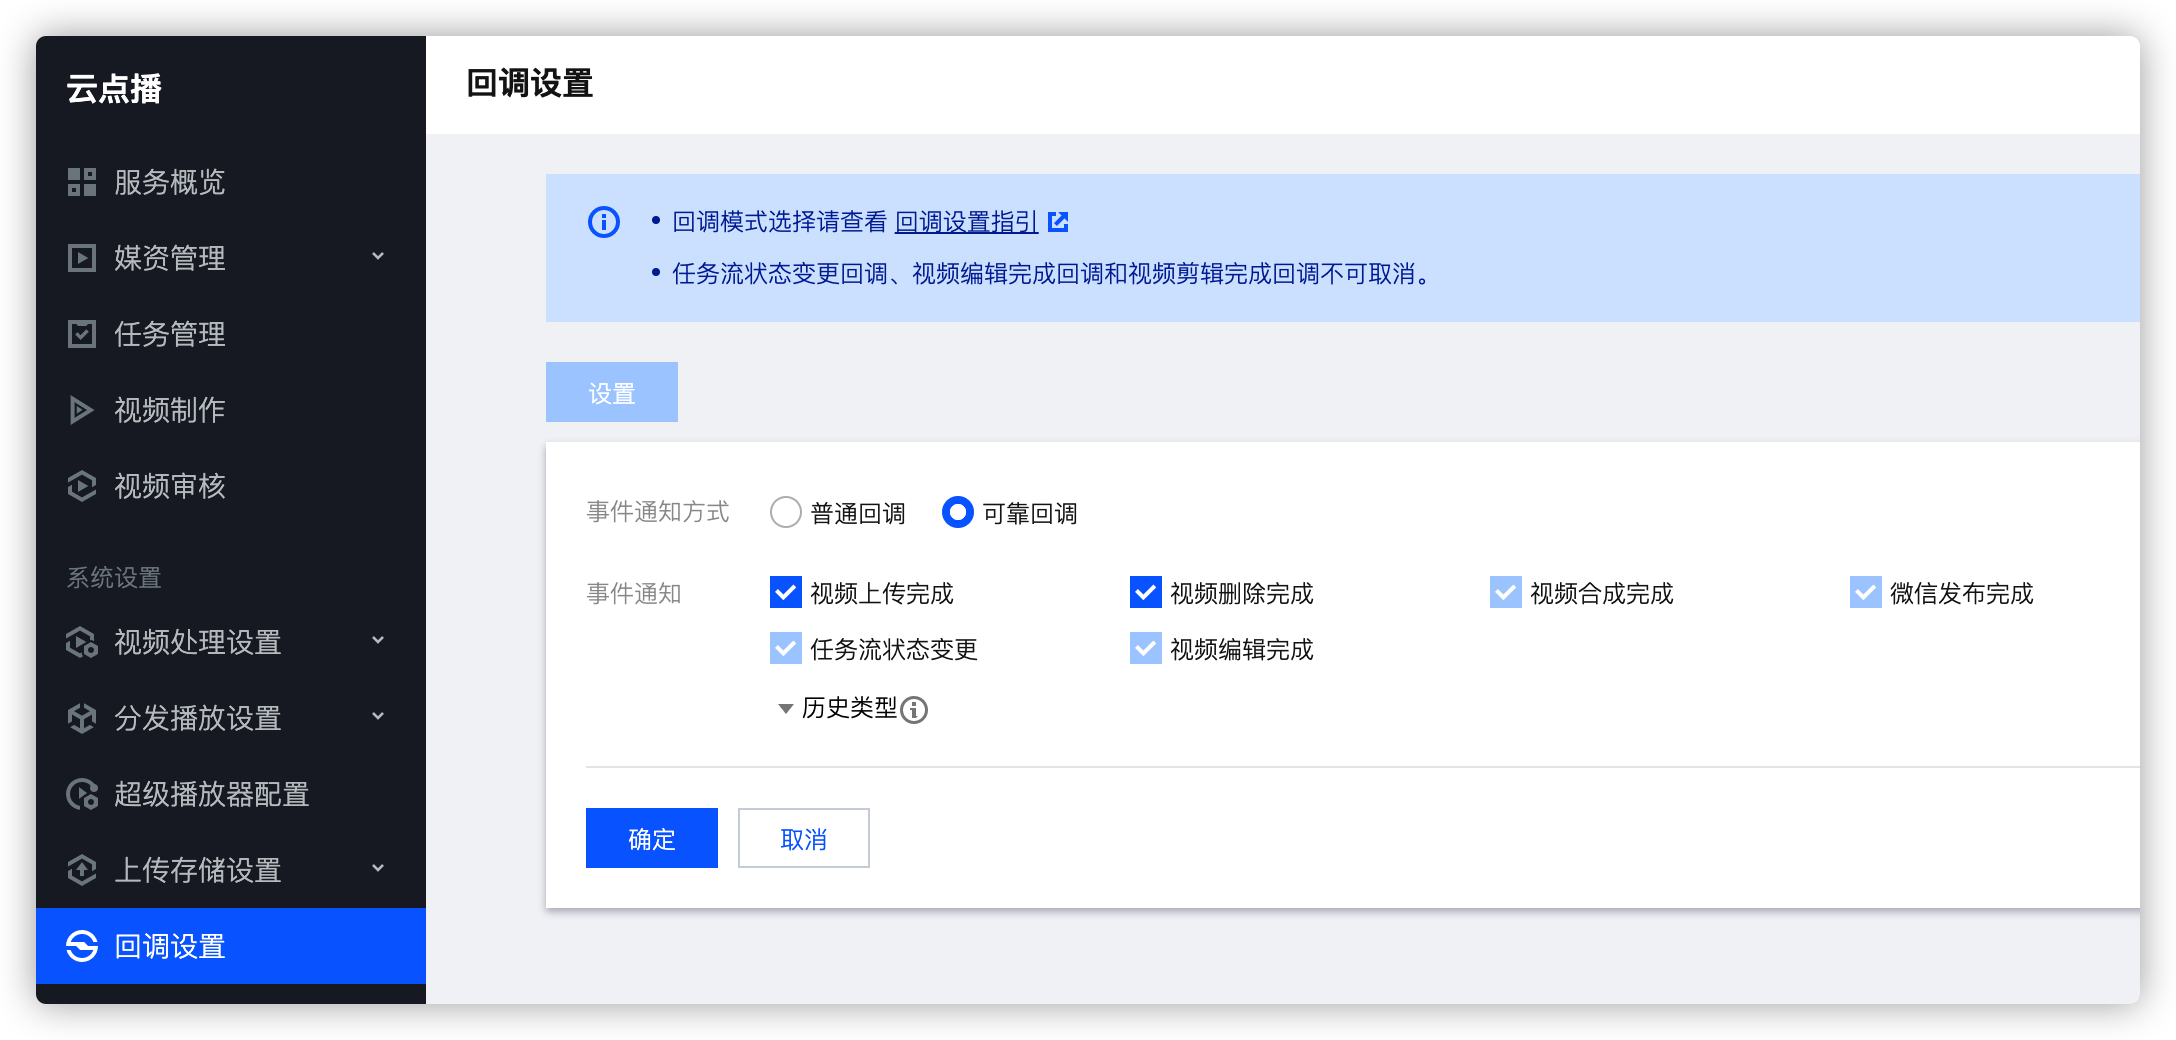 云点播
服务概览
媒资管理
任务管理
视频制作
视频审核
系统设置
视频处理设置
分发播放设置
超级播放器配置
上传存储设置
回调设置
回调设置
回调模式选择请查看 回调设置指引
任务流状态变更回调、视频编辑完成回调和视频剪辑完成回调不可取消。
设置
事件通知方式 普通回调 可靠回调
事件通知 视频上传完成 视频删除完成 视频合成完成 微信发布完成
任务流状态变更 视频编辑完成
历史类型
确定 取消